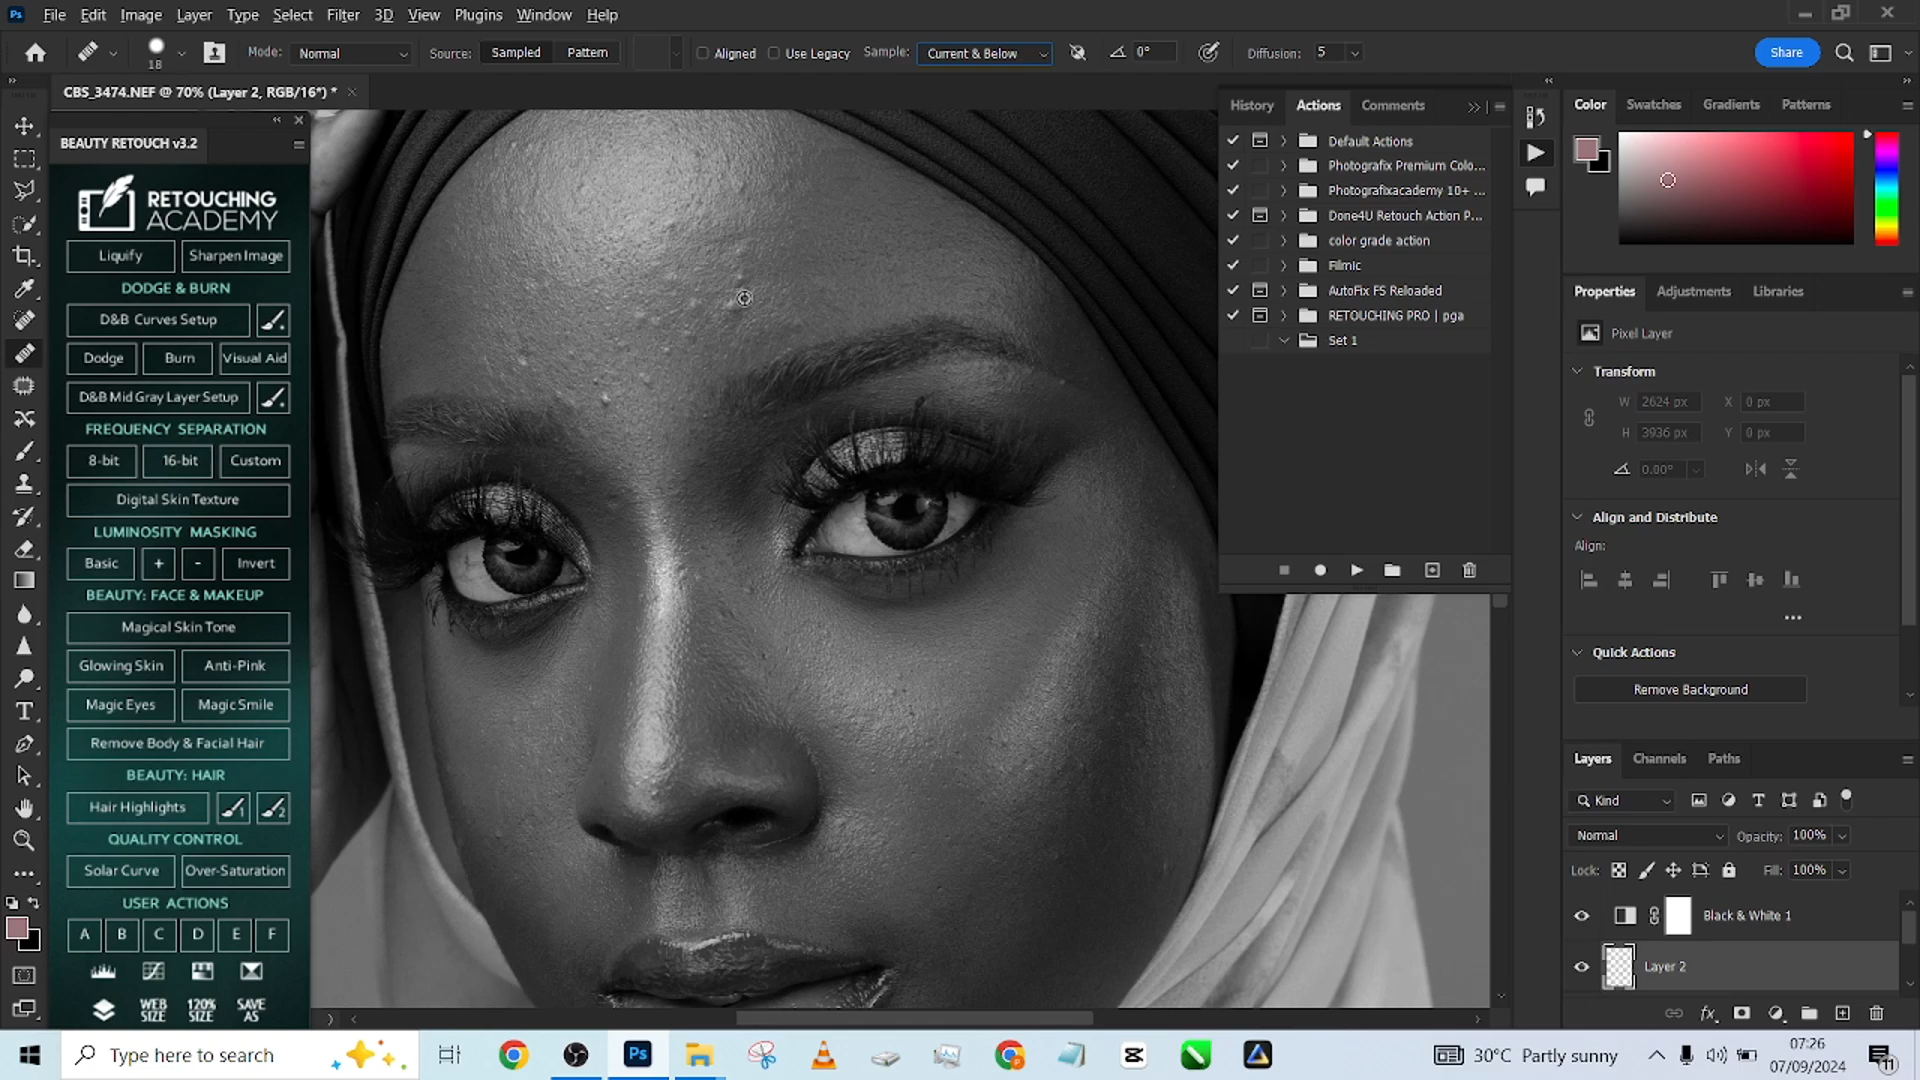 Ps File Edit Image Layer Type Select Filter 3D View Plugins Window Help
18 Mode: Normal Source: Sampled Pattern Aligned Use Legacy Sample: Current & Below 0° Diffusion: 5 Share
CBS_3474.NEF @ 70% (Layer 2, RGB/16*) *
BEAUTY RETOUCH v3.2
RETOUCHING
ACADEMY
Liquify Sharpen Image
DODGE & BURN
D&B Curves Setup
Dodge Burn Visual Aid
D&B Mid Gray Layer Setup
FREQUENCY SEPARATION
8-bit 16-bit Custom
Digital Skin Texture
LUMINOSITY MASKING
Basic + - Invert
BEAUTY: FACE & MAKEUP
Magical Skin Tone
Glowing Skin Anti-Pink
Magic Eyes Magic Smile
Remove Body & Facial Hair
BEAUTY: HAIR
Hair Highlights 1 2
QUALITY CONTROL
Solar Curve Over-Saturation
USER ACTIONS
A B C D E F
WEB SIZE 120% SIZE SAVE AS
History Actions Comments
Default Actions
Photografix Premium Colo...
Photografixacademy 10+ ...
Done4U Retouch Action P...
color grade action
Filmic
AutoFix FS Reloaded
RETOUCHING PRO | pga
Set 1
Color Swatches Gradients Patterns
Properties Adjustments Libraries
Pixel Layer
Transform
W 2624 px X 0 px
H 3936 px Y 0 px
0.00°
Align and Distribute
Align:
Quick Actions
Remove Background
Layers Channels Paths
Kind
Normal Opacity: 100%
Lock: Fill: 100%
Black & White 1
Layer 2
Type here to search Ps 30°C Partly sunny 07:26
07/09/2024 11